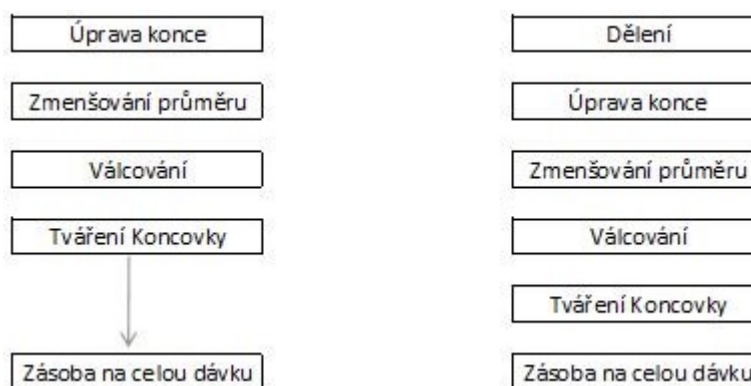 Úprava konce
Zmenšování průměru
Válcování
Tváření Koncovky
Zásoba na celou dávku
Dělení
Úprava konce
Zmenšování průměru
Válcování
Tváření Koncovky
Zásoba na celou dávku